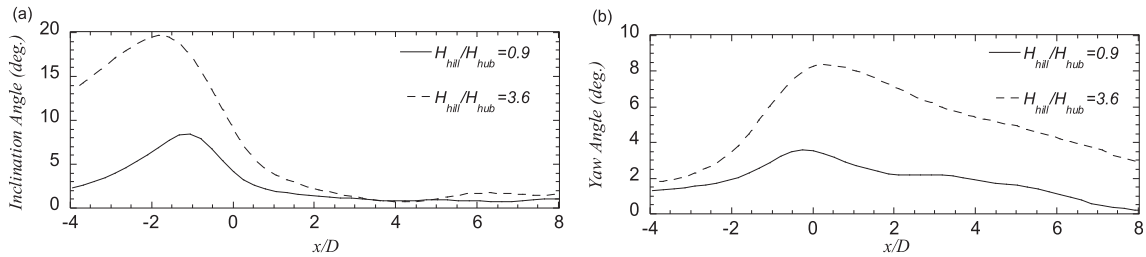 (a)
20
15
10
5
0
Inclination Angle (deg.)
H_hill/H_hub=0.9
H_hill/H_hub=3.6
-4 -2 0 2 4 6 8
x/D
(b)
10
8
6
4
2
0
Yaw Angle (deg.)
H_hill/H_hub=0.9
H_hill/H_hub=3.6
-4 -2 0 2 4 6 8
x/D